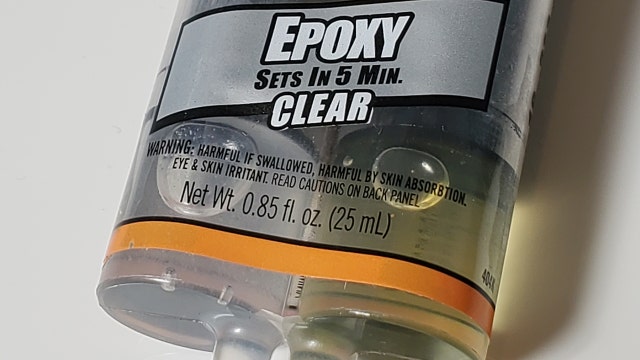 EPOXY
SETS IN 5 MIN.
CLEAR
WARNING: HARMFUL IF SWALLOWED, HARMFUL BY SKIN ABSORBTION.
EYE & SKIN IRRITANT. READ CAUTIONS ON BACK PANEL
Net Wt. 0.85 fl. oz. (25 mL)